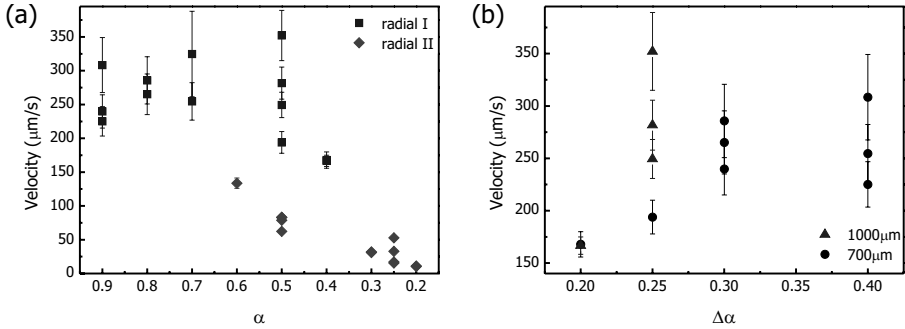 (a)
radial I
radial II
Velocity (μm/s)
350
300
250
200
150
100
50
0
0.9 0.8 0.7 0.6 0.5 0.4 0.3 0.2
α
(b)
Velocity (μm/s)
350
300
250
200
150
1000μm
700μm
0.20 0.25 0.30 0.35 0.40
Δα